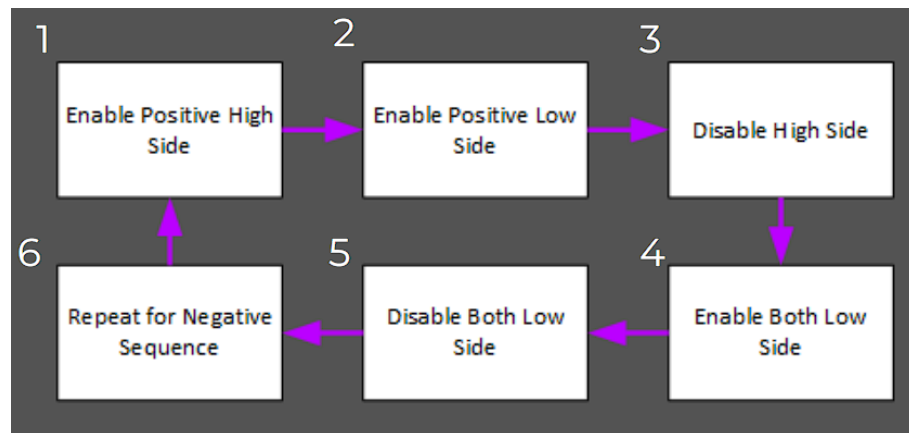 1
Enable Positive High
Side
2
Enable Positive Low
Side
3
Disable High Side
4
Enable Both Low
Side
5
Disable Both Low
Side
6
Repeat for Negative
Sequence